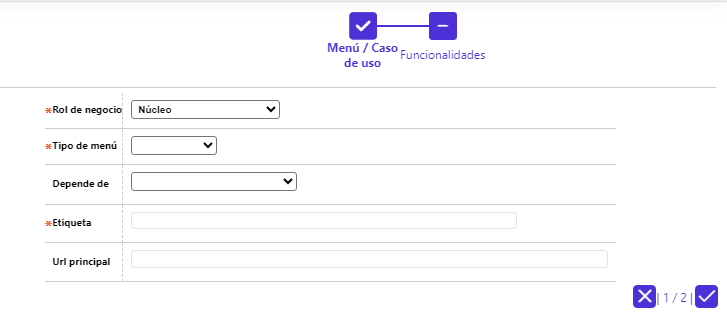 Menú / Caso de uso
Funcionalidades
*Rol de negocio
Núcleo
*Tipo de menú
Depende de
*Etiqueta
Url principal
| 1 / 2 |